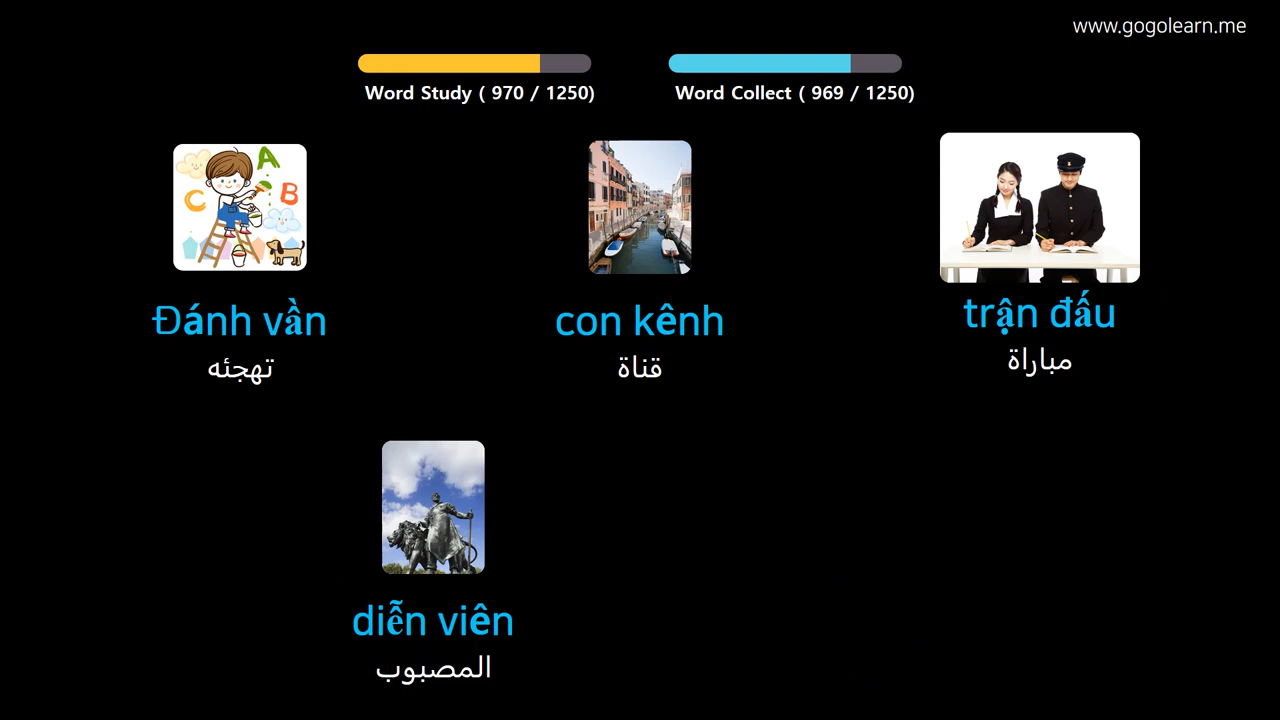 www.gogolearn.me
Word Study ( 970 / 1250)
Word Collect ( 969 / 1250)
A
B
C
Đánh vần
تهجئه
con kênh
قناة
trận đấu
مباراة
diễn viên
المصبوب